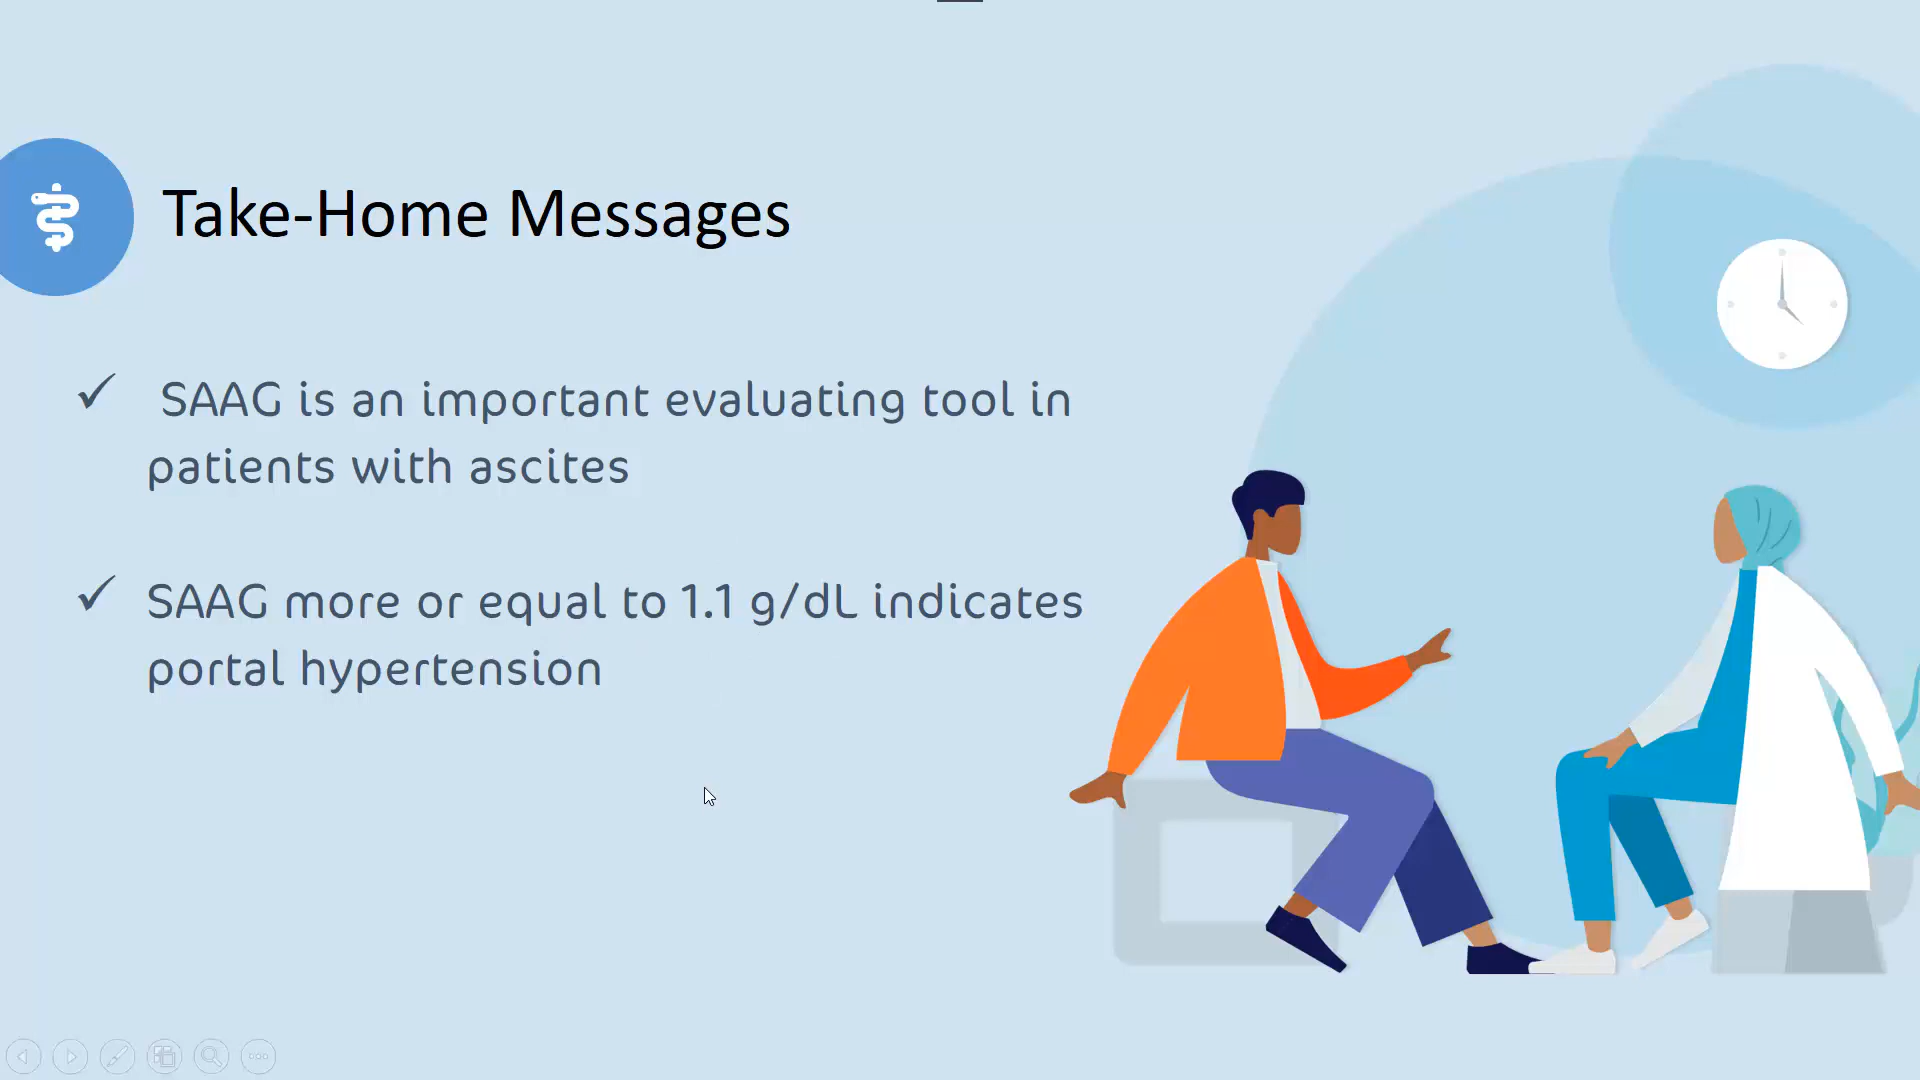 Take-Home Messages
SAAG is an important evaluating tool in
patients with ascites
SAAG more or equal to 1.1 g/dL indicates
portal hypertension